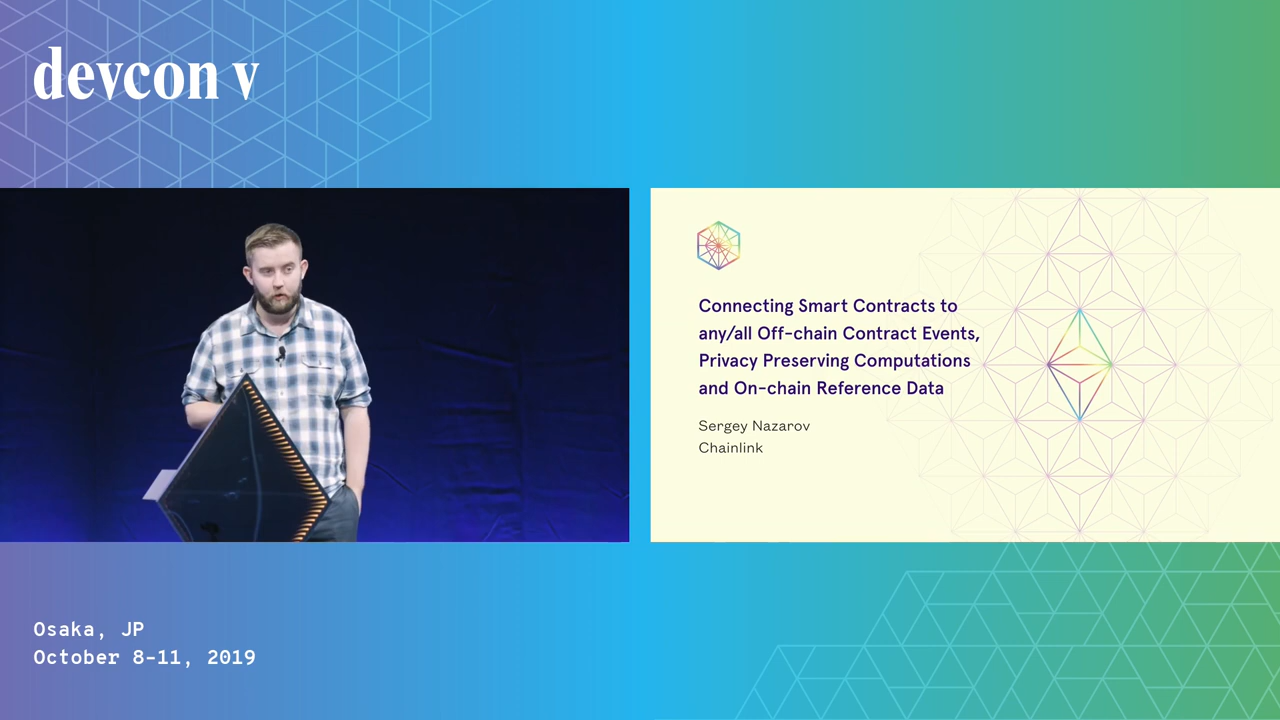 devcon v
Connecting Smart Contracts to
any/all Off-chain Contract Events,
Privacy Preserving Computations
and On-chain Reference Data
Sergey Nazarov
Chainlink
Osaka, JP
October 8-11, 2019